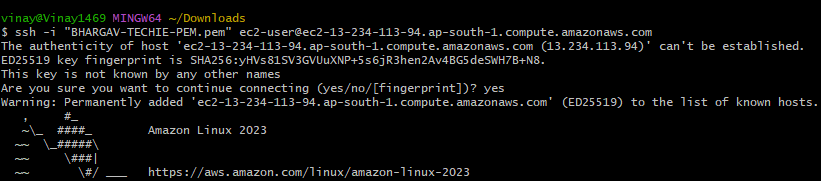 vinay@Vinay1469 MINGW64 ~/Downloads
$ ssh -i "BHARGAV-TECHIE-PEM.pem" ec2-user@ec2-13-234-113-94.ap-south-1.compute.amazonaws.com
The authenticity of host 'ec2-13-234-113-94.ap-south-1.compute.amazonaws.com (13.234.113.94)' can't be established.
ED25519 key fingerprint is SHA256:yHVs81SV3GVUuXNP+5s6jR3hen2Av4BG5deSWH7B+N8.
This key is not known by any other names
Are you sure you want to continue connecting (yes/no/[fingerprint])? yes
Warning: Permanently added 'ec2-13-234-113-94.ap-south-1.compute.amazonaws.com' (ED25519) to the list of known hosts.
   ,     #_
   ~\_  ####_        Amazon Linux 2023
  ~~  \_#####\
  ~~     \###|
  ~~       \#/ ___   https://aws.amazon.com/linux/amazon-linux-2023